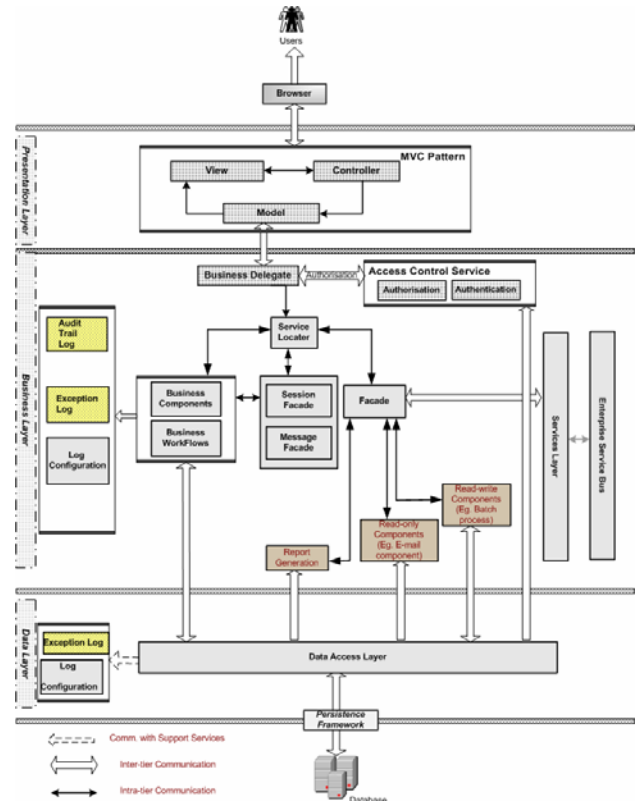 Users
Browser
Presentation Layer
MVC Pattern
View
Controller
Model
Business Layer
Business Delegate
Authorisation
Access Control Service
Authorisation
Authentication
Service
Locater
Audit
Trail
Log
Exception
Log
Log
Configuration
Business
Components
Business
WorkFlows
Session
Facade
Message
Facade
Facade
Services Layer
Enterprise Service Bus
Read-write
Components
(Eg. Batch
process)
Read-only
Components
(Eg. E-mail
component)
Report
Generation
Data Layer
Exception Log
Log
Configuration
Data Access Layer
Persistence
Framework
Comm. with Support Services
Inter-tier Communication
Intra-tier Communication
Database